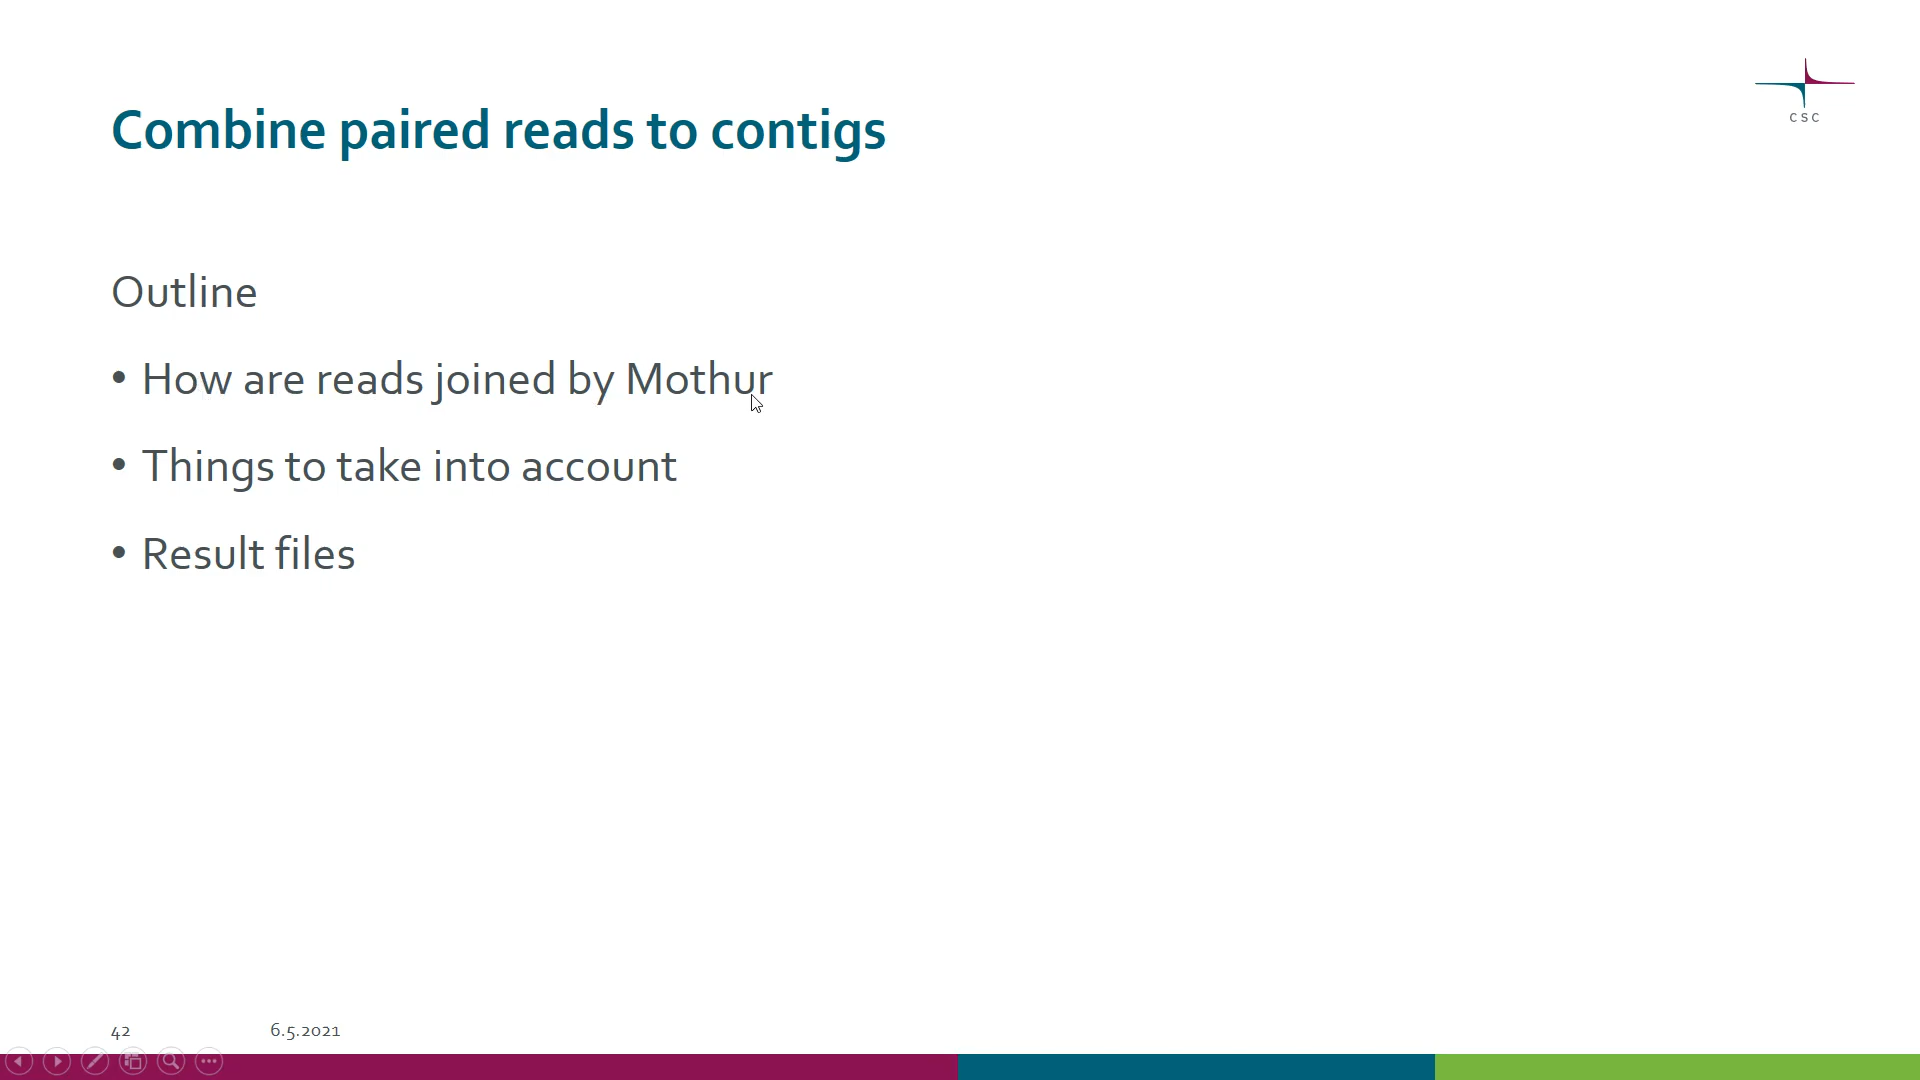 CSC
Combine paired reads to contigs
Outline
• How are reads joined by Mothur
• Things to take into account
• Result files
42 6.5.2021